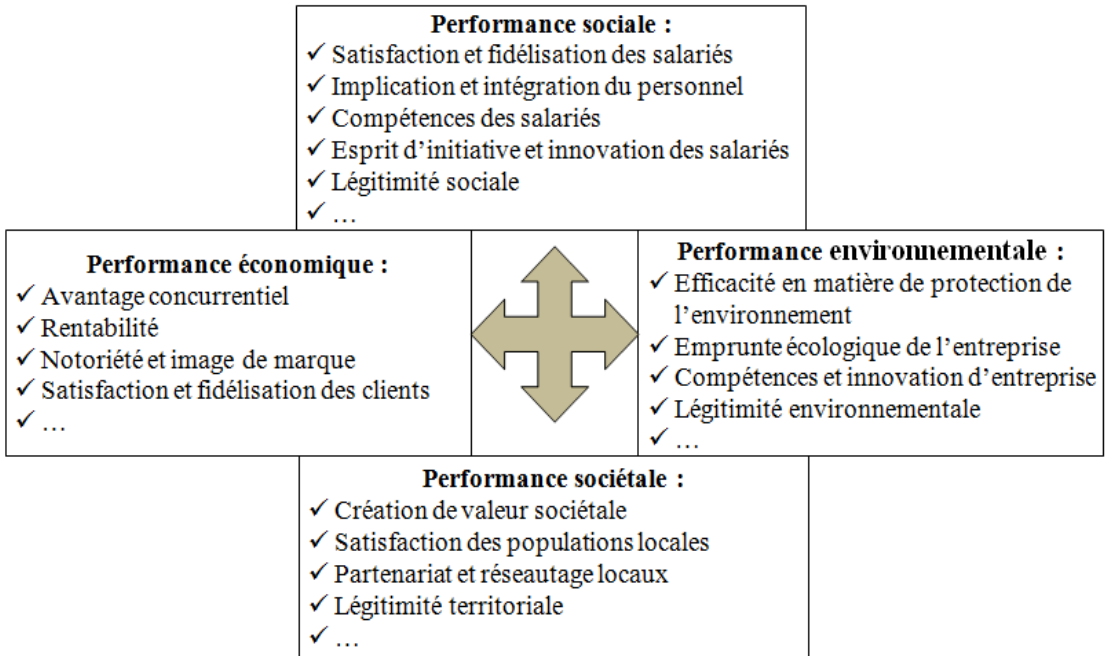 Performance sociale :
✓ Satisfaction et fidélisation des salariés
✓ Implication et intégration du personnel
✓ Compétences des salariés
✓ Esprit d’initiative et innovation des salariés
✓ Légitimité sociale
✓ …
Performance économique :
✓ Avantage concurrentiel
✓ Rentabilité
✓ Notoriété et image de marque
✓ Satisfaction et fidélisation des clients
✓ …
Performance environnementale :
✓ Efficacité en matière de protection de
l’environnement
✓ Emprunte écologique de l’entreprise
✓ Compétences et innovation d’entreprise
✓ Légitimité environnementale
✓ …
Performance sociétale :
✓ Création de valeur sociétale
✓ Satisfaction des populations locales
✓ Partenariat et réseautage locaux
✓ Légitimité territoriale
✓ …